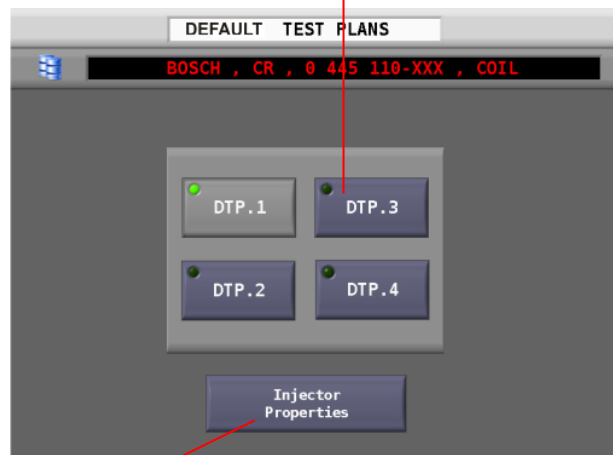 DEFAULT TEST PLANS
BOSCH , CR , 0 445 110-XXX , COIL
DTP.1
DTP.3
DTP.2
DTP.4
Injector
Properties